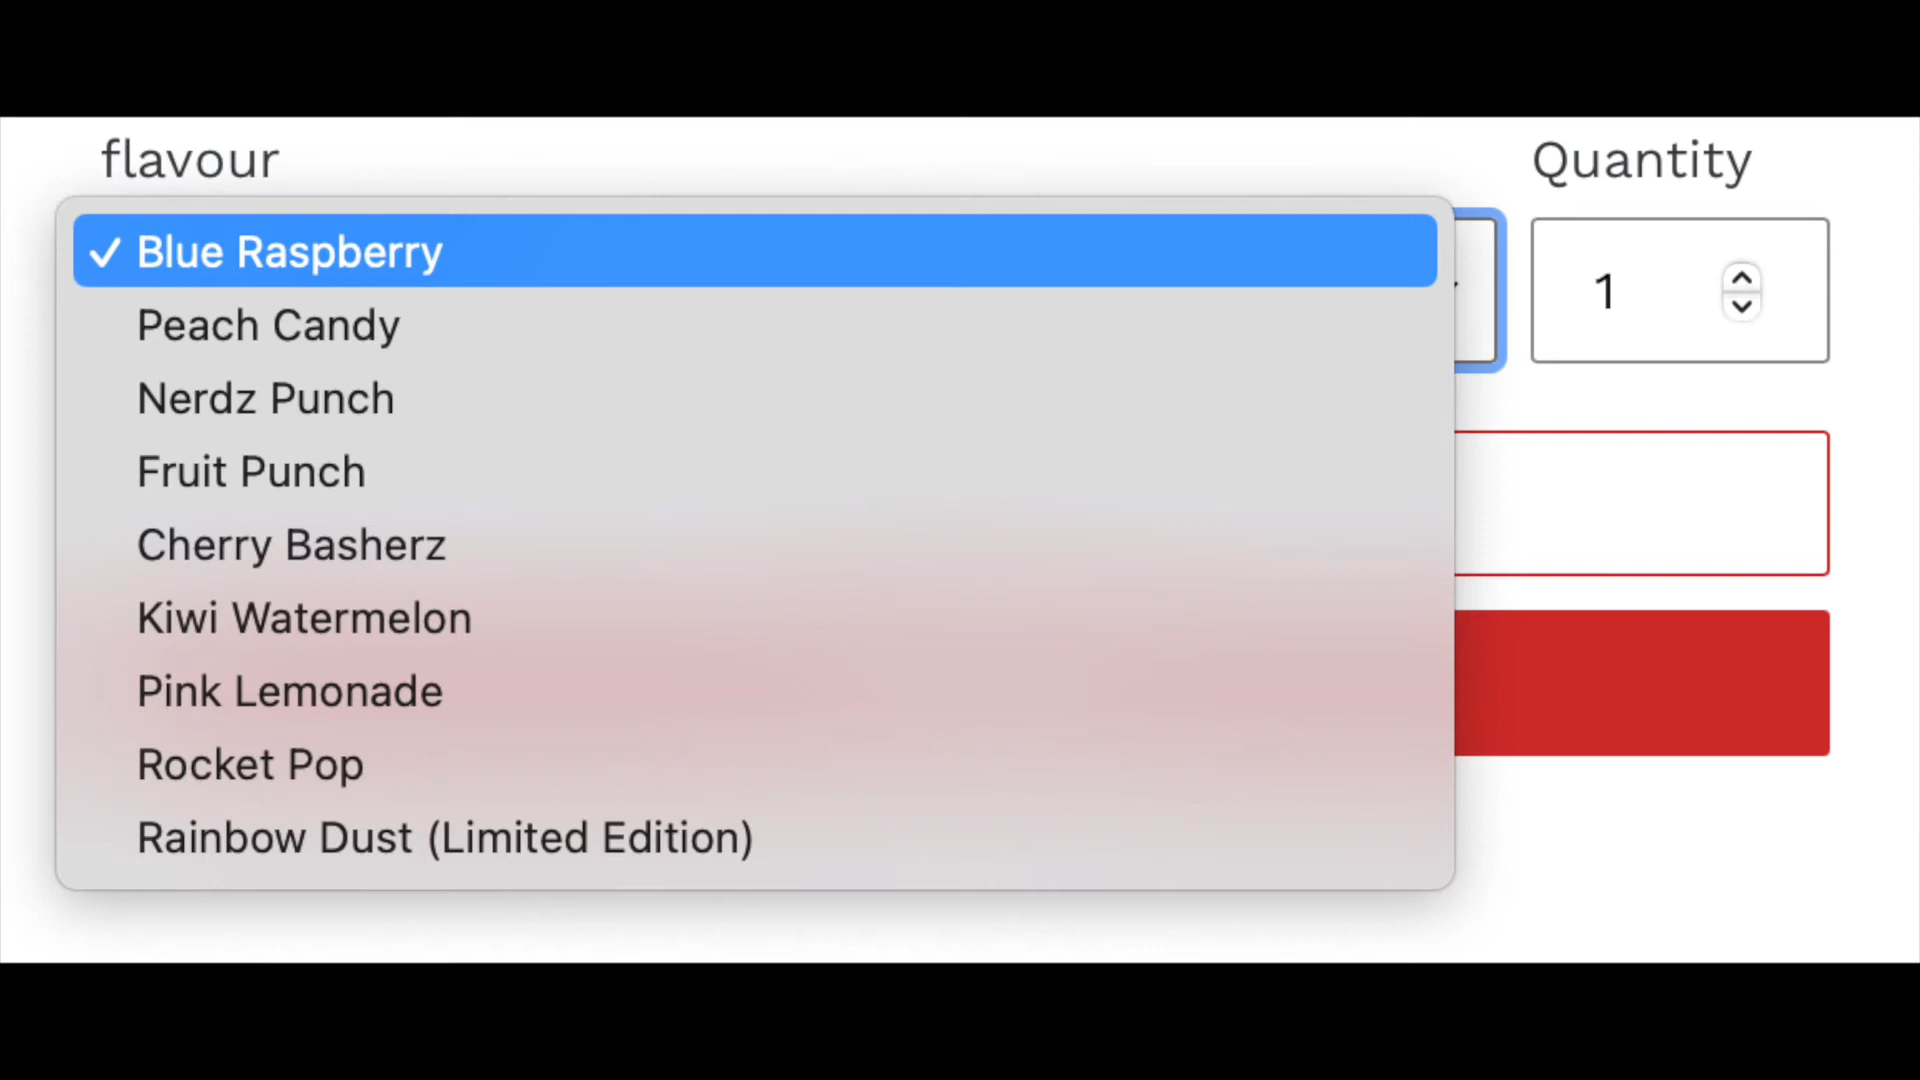 flavour
Quantity
✓ Blue Raspberry
1
Peach Candy
Nerdz Punch
Fruit Punch
Cherry Basherz
Kiwi Watermelon
Pink Lemonade
Rocket Pop
Rainbow Dust (Limited Edition)